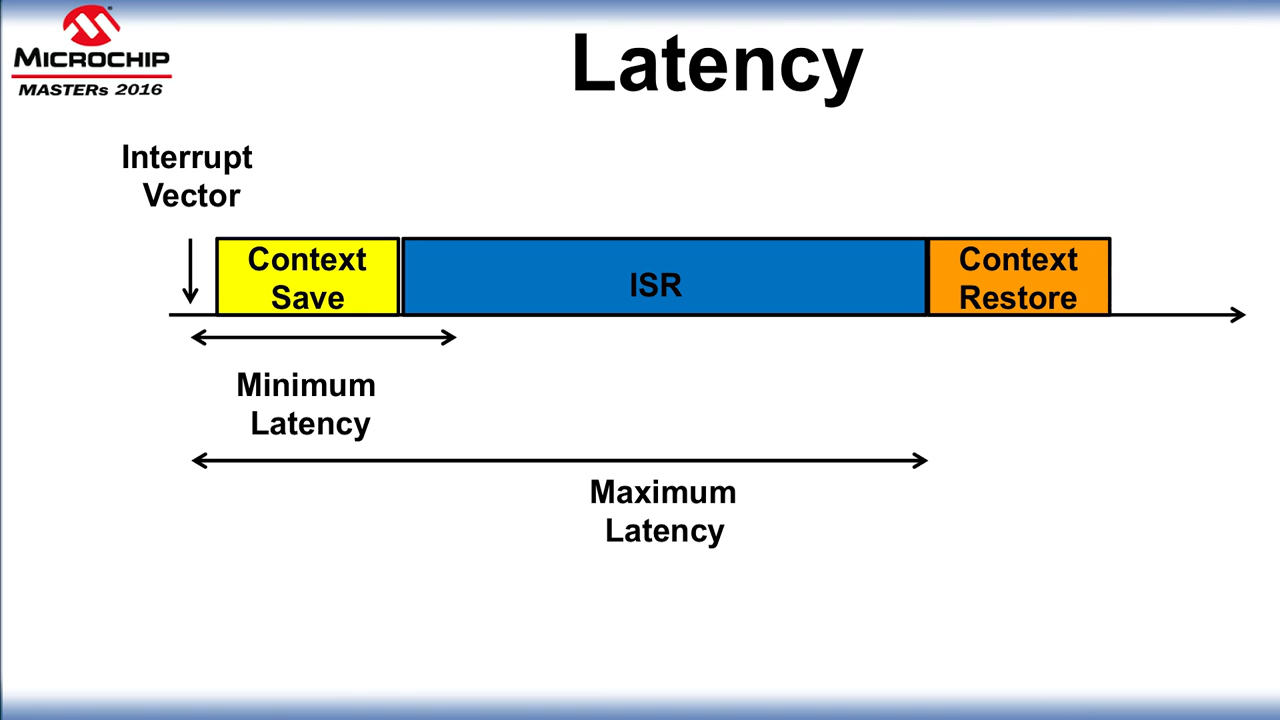 MICROCHIP
MASTERs 2016
Latency
Interrupt
Vector
Context
Save
ISR
Context
Restore
Minimum
Latency
Maximum
Latency